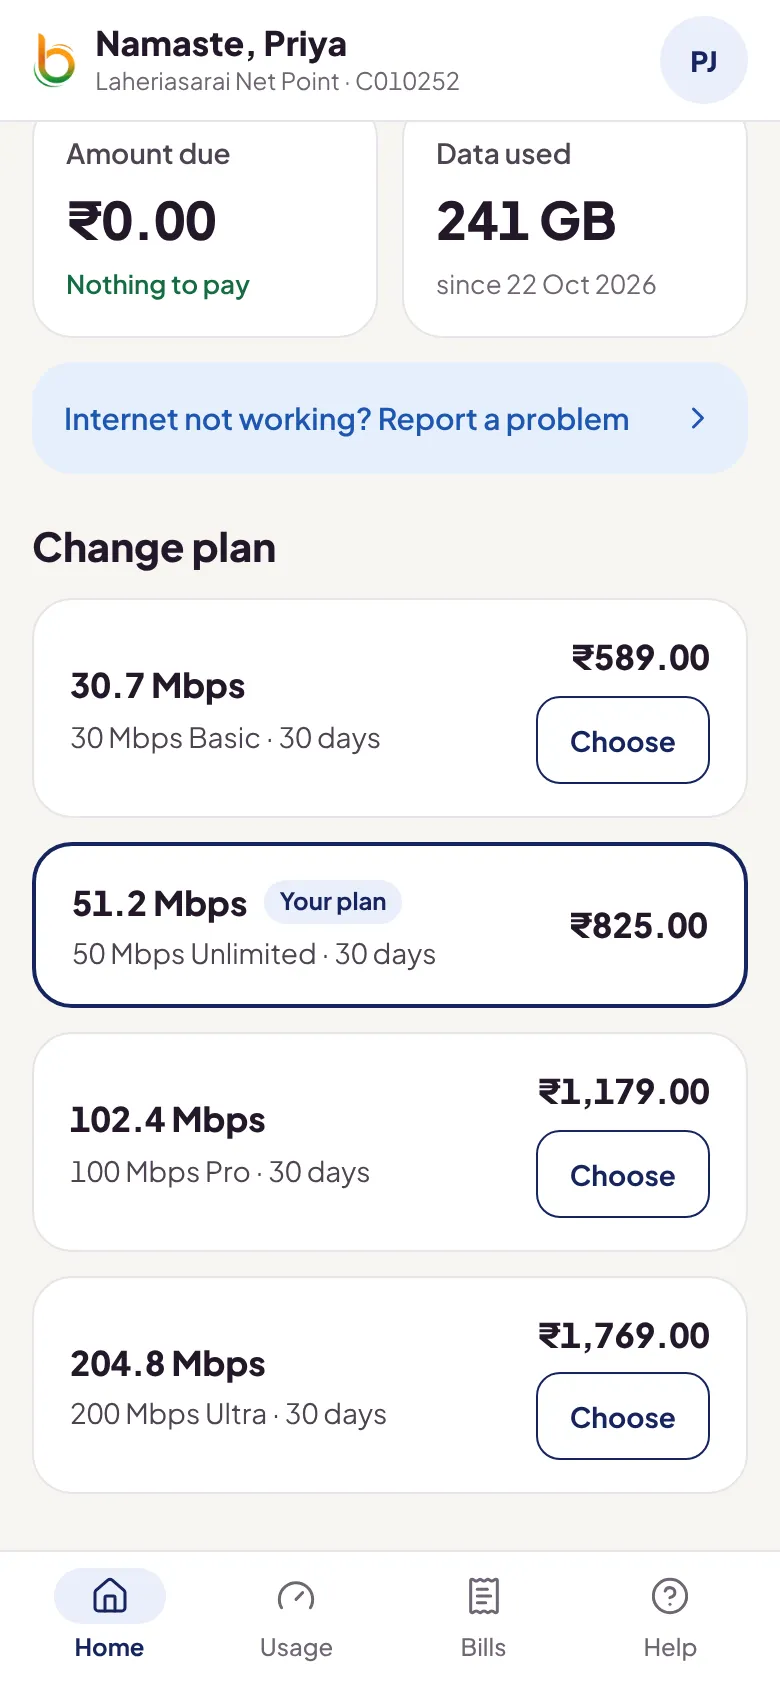 Namaste, Priya
Laheriasarai Net Point · C010252
PJ
Amount due
₹0.00
Nothing to pay
Data used
241 GB
since 22 Oct 2026
Internet not working? Report a problem
Change plan
30.7 Mbps
30 Mbps Basic · 30 days
₹589.00
Choose
51.2 Mbps Your plan
50 Mbps Unlimited · 30 days
₹825.00
102.4 Mbps
100 Mbps Pro · 30 days
₹1,179.00
Choose
204.8 Mbps
200 Mbps Ultra · 30 days
₹1,769.00
Choose
Home
Usage
Bills
Help